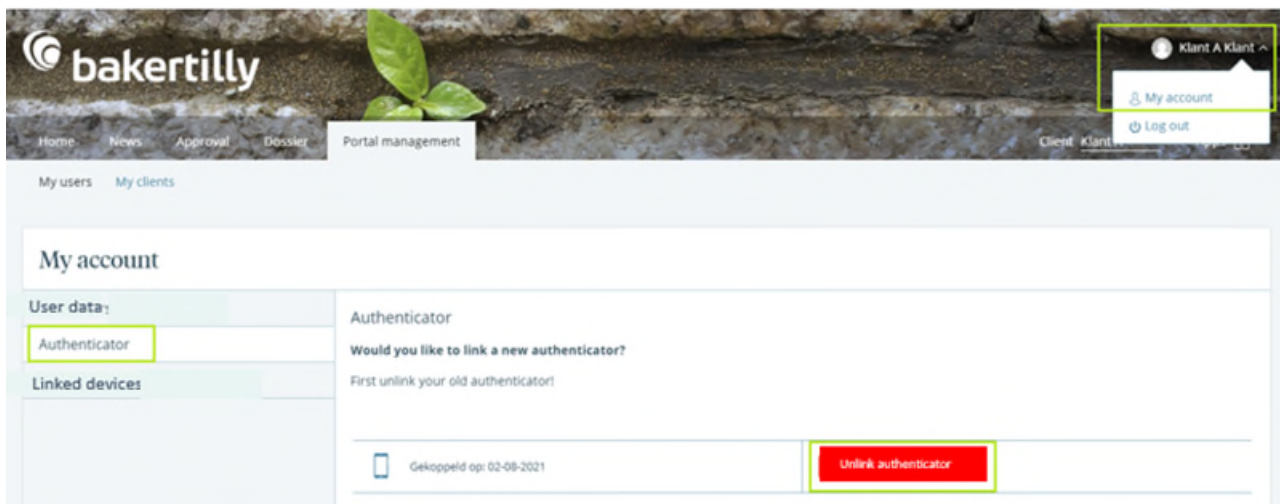 bakertilly
Klant A Klant
My account
Log out
Home News Approval Dossier Portal management
Client
My users My clients
My account
User data
Authenticator
Linked devices
Authenticator
Would you like to link a new authenticator?
First unlink your old authenticator!
Gekoppeld op: 02-08-2021
Unlink authenticator